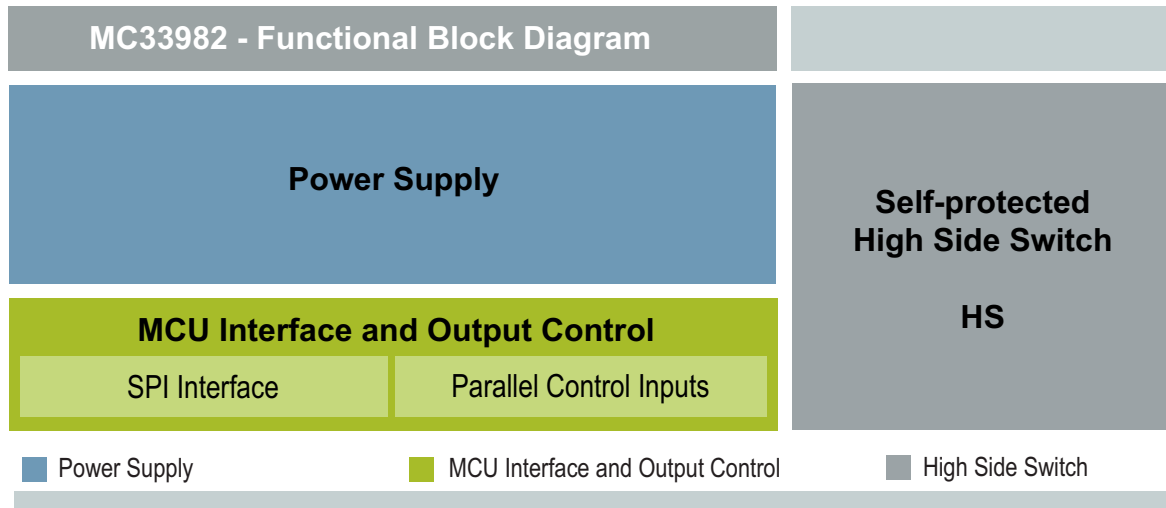 MC33982 - Functional Block Diagram
Power Supply
Self-protected
High Side Switch
HS
MCU Interface and Output Control
SPI Interface
Parallel Control Inputs
Power Supply
MCU Interface and Output Control
High Side Switch